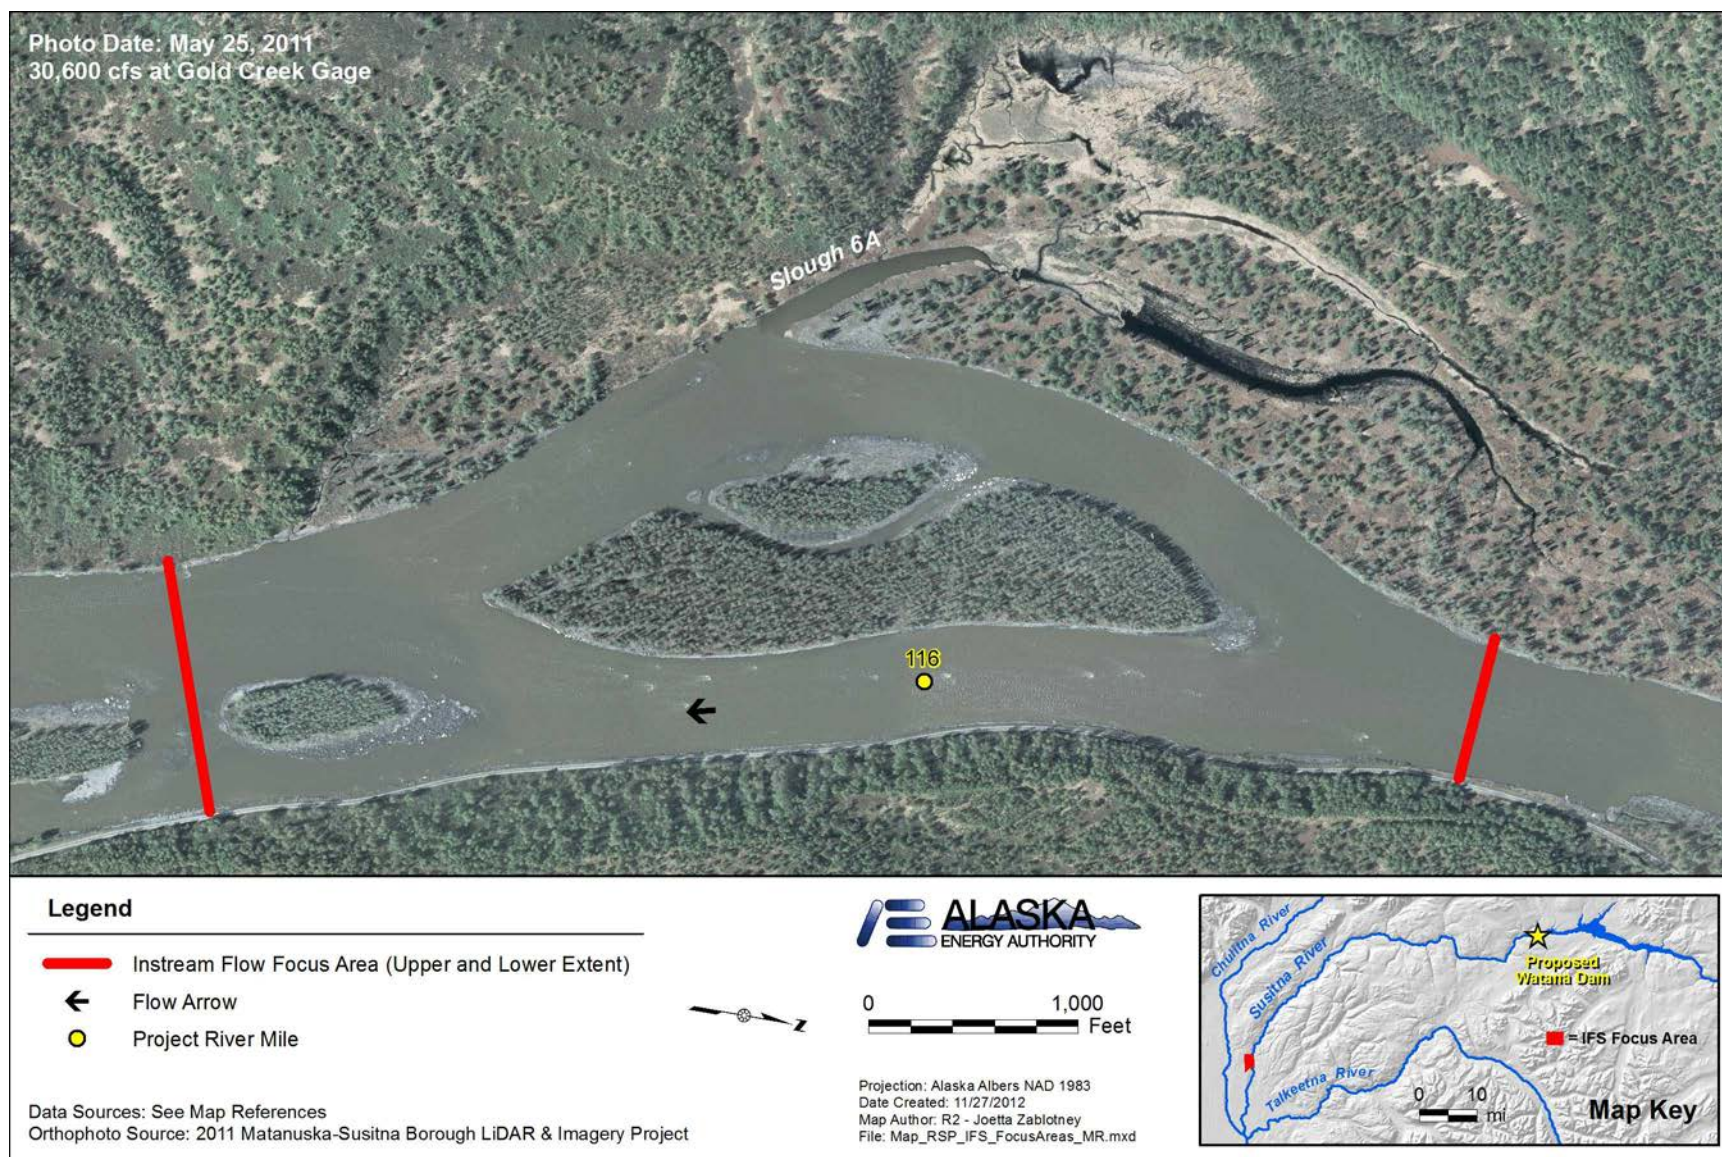 Photo Date: May 25, 2011
30,600 cfs at Gold Creek Gage
Slough 6A
116
Legend
Instream Flow Focus Area (Upper and Lower Extent)
Flow Arrow
Project River Mile
Data Sources: See Map References
Orthophoto Source: 2011 Matanuska-Susitna Borough LiDAR & Imagery Project
ALASKA
ENERGY AUTHORITY
N
0 1,000
Feet
Projection: Alaska Albers NAD 1983
Date Created: 11/27/2012
Map Author: R2 - Joetta Zablotney
File: Map_RSP_IFS_FocusAreas_MR.mxd
Chulitna River
Susitna River
Proposed
Watana Dam
= IFS Focus Area
Talkeetna River
0 10
mi
Map Key